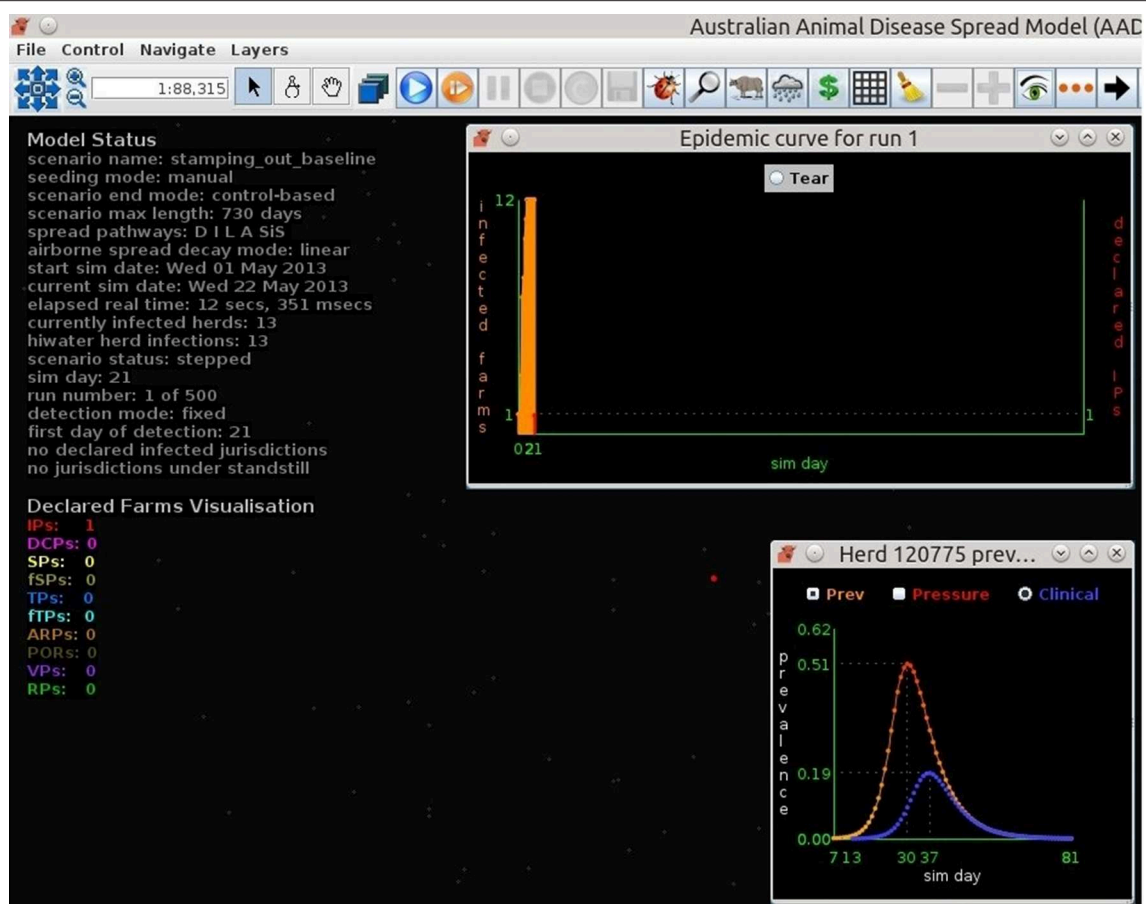 Australian Animal Disease Spread Model (AAD
File Control Navigate Layers
1:88,315
Model Status
scenario name: stamping_out_baseline
seeding mode: manual
scenario end mode: control-based
scenario max length: 730 days
spread pathways: D I L A SiS
airborne spread decay mode: linear
start sim date: Wed 01 May 2013
current sim date: Wed 22 May 2013
elapsed real time: 12 secs, 351 msecs
currently infected herds: 13
hiwater herd infections: 13
scenario status: stepped
sim day: 21
run number: 1 of 500
detection mode: fixed
first day of detection: 21
no declared infected jurisdictions
no jurisdictions under standstill
Declared Farms Visualisation
IPs: 1
DCPs: 0
SPs: 0
fSPs: 0
TPs: 0
fTPs: 0
ARPs: 0
PORs: 0
VPs: 0
RPs: 0
Epidemic curve for run 1
Tear
infected farms
12
1
declared IPs
1
0 21
sim day
Herd 120775 prev...
Prev Pressure Clinical
prevalence
0.62
0.51
0.19
0.00
7 13 30 37 81
sim day